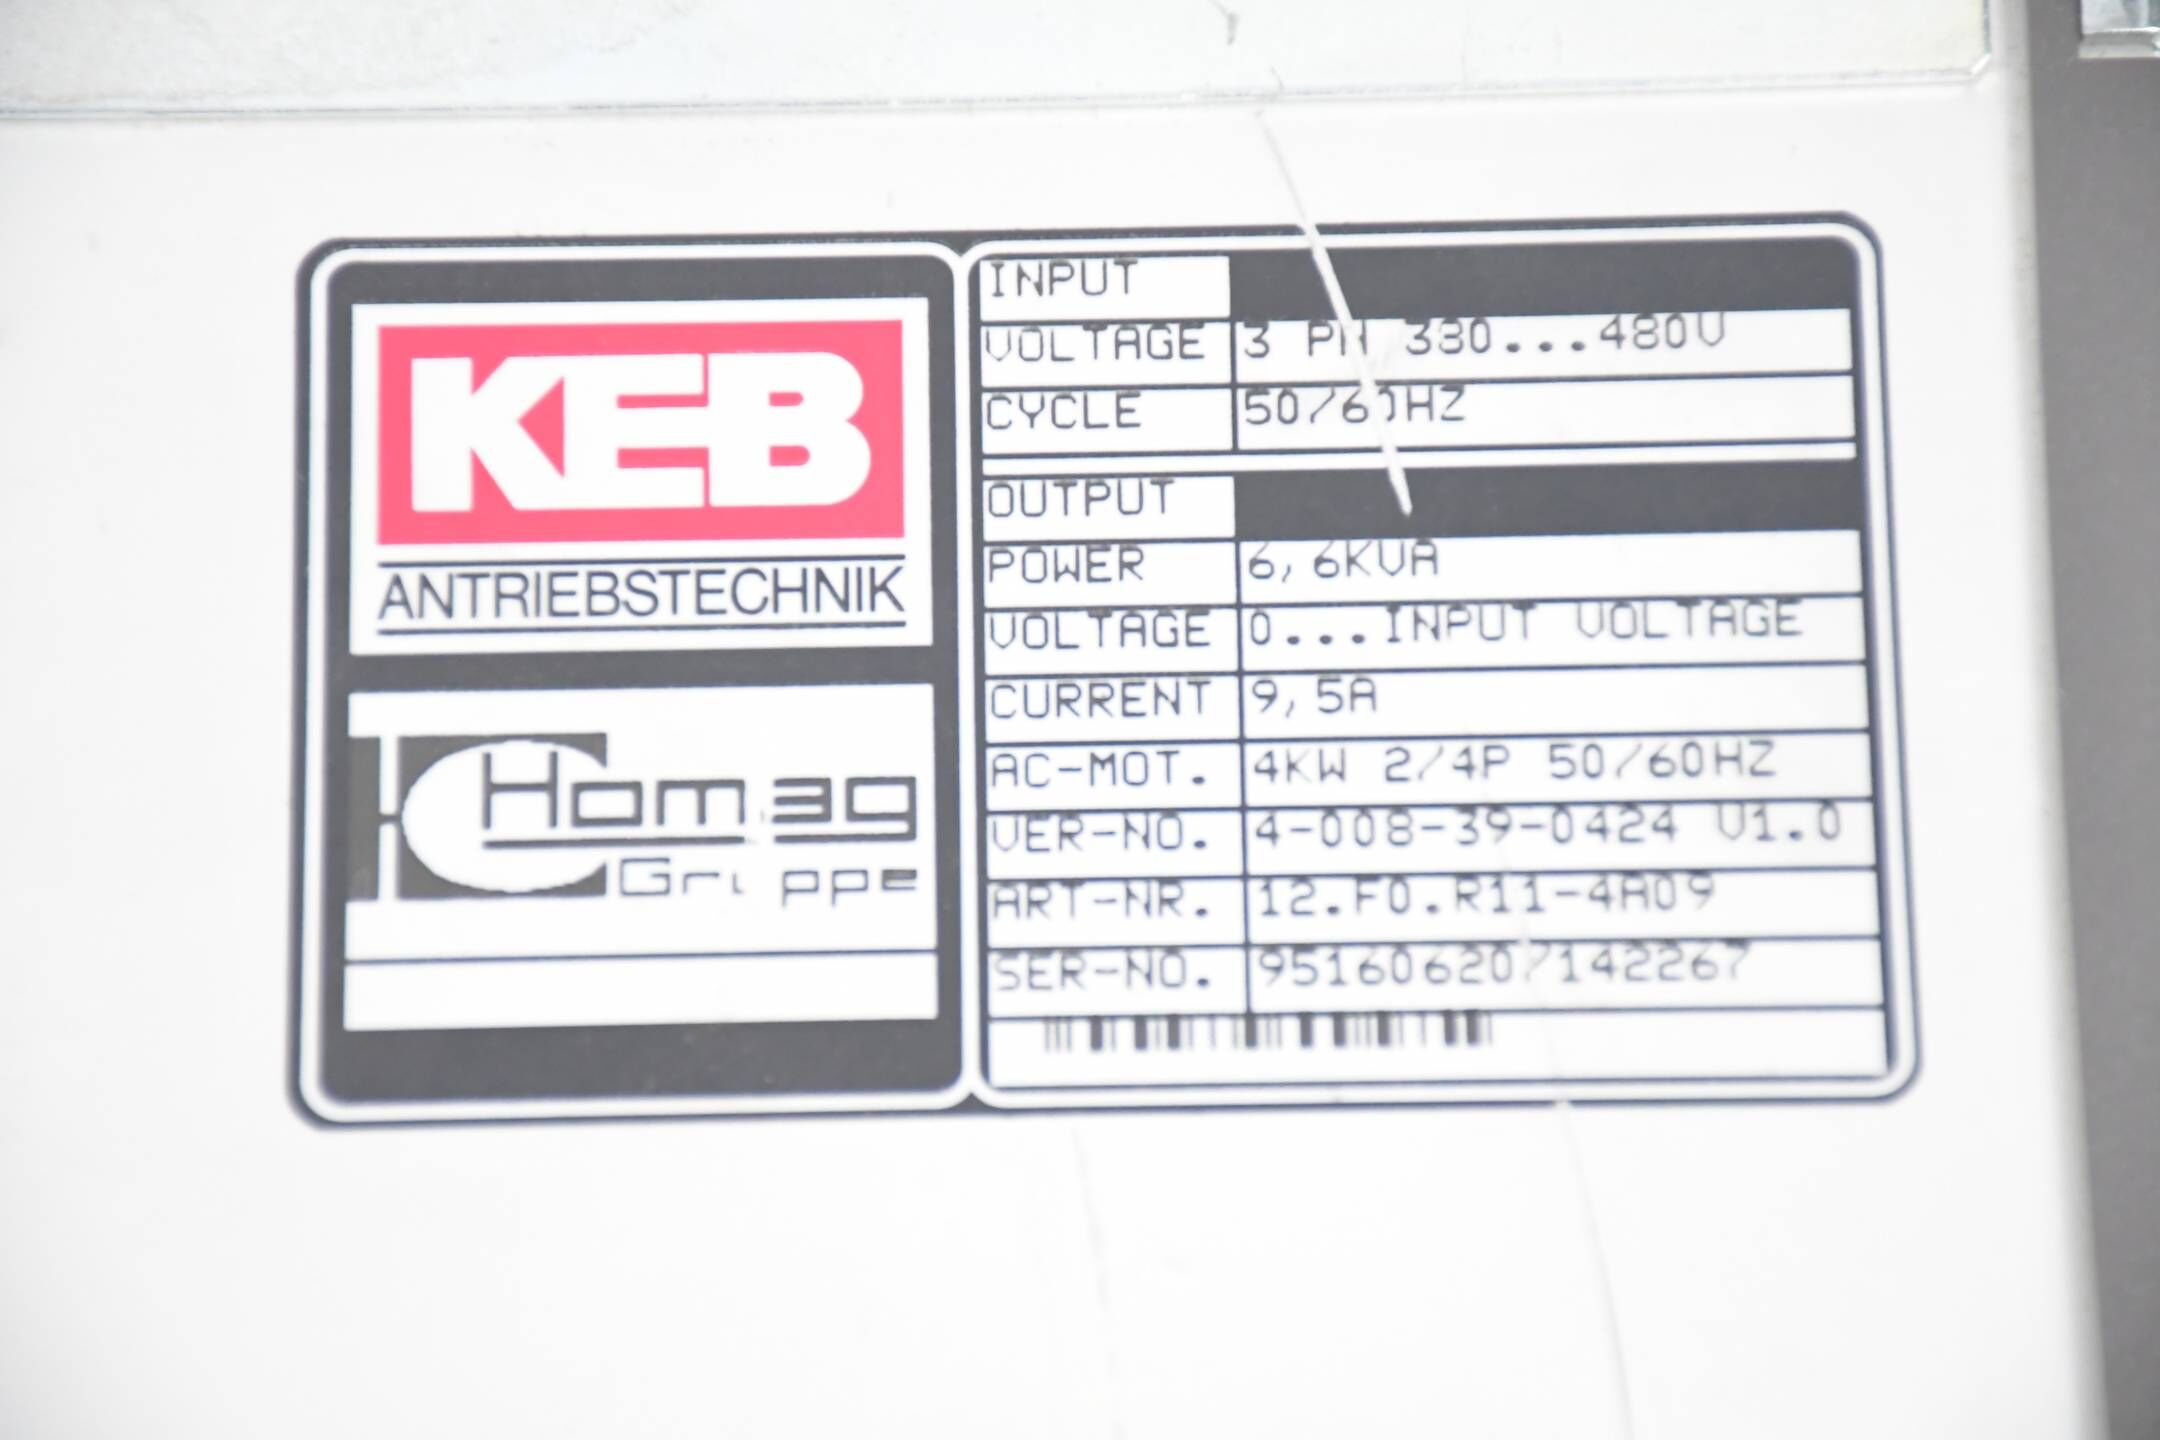 KEB
ANTRIEBSTECHNIK
Homag
Gruppe
INPUT
VOLTAGE 3 PH 380...480V
CYCLE 50/60HZ
OUTPUT
POWER 6,6KVA
VOLTAGE 0...INPUT VOLTAGE
CURRENT 9,5A
AC-MOT. 4KW 2/4P 50/60HZ
VER-NO. 4-008-39-0424 V1.0
ART-NR. 12.F0.R11-4A09
SER-NO. 95160620/142267